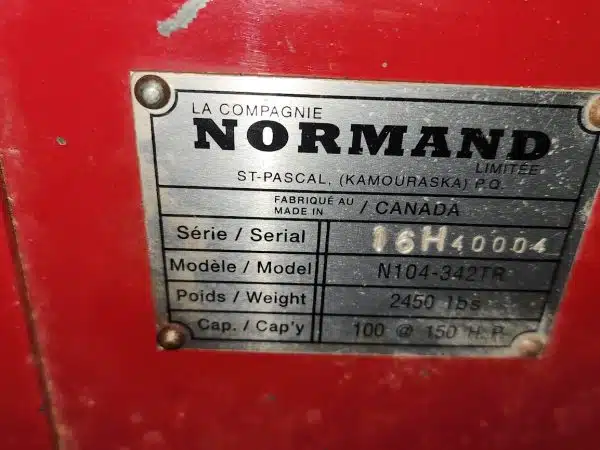 LA COMPAGNIE
NORMAND
LIMITÉE
ST-PASCAL, (KAMOURASKA) P.Q.
FABRIQUÉ AU
MADE IN / CANADA
Série / Serial 16H40004
Modèle / Model N104-342TR
Poids / Weight 2450 lbs
Cap. / Cap'y 100 @ 150 H.P.